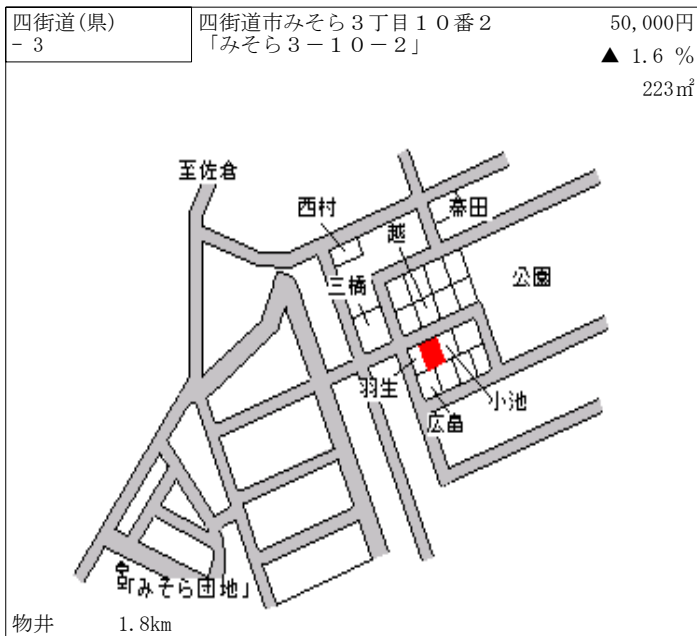 四街道(県)
- 3
四街道市みそら３丁目１０番２
「みそら３－１０－２」
50,000円
▲ 1.6 %
223㎡
至佐倉
西村
秦田
越
三橋
公園
羽生
小池
広畠
「みそら団地」
物井 1.8km